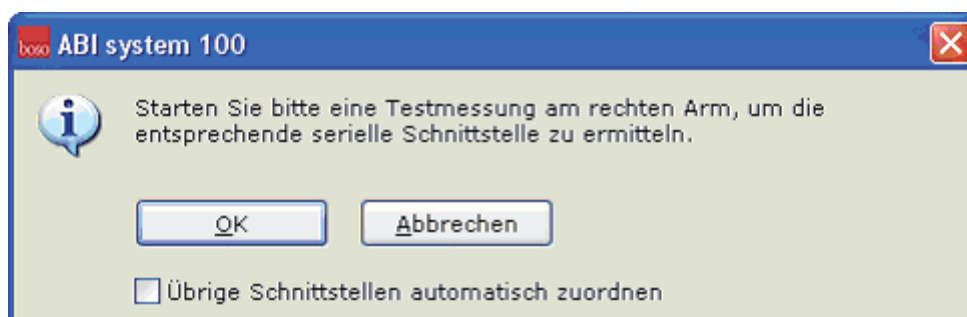 boso ABI system 100
Starten Sie bitte eine Testmessung am rechten Arm, um die
entsprechende serielle Schnittstelle zu ermitteln.
OK
Abbrechen
Übrige Schnittstellen automatisch zuordnen